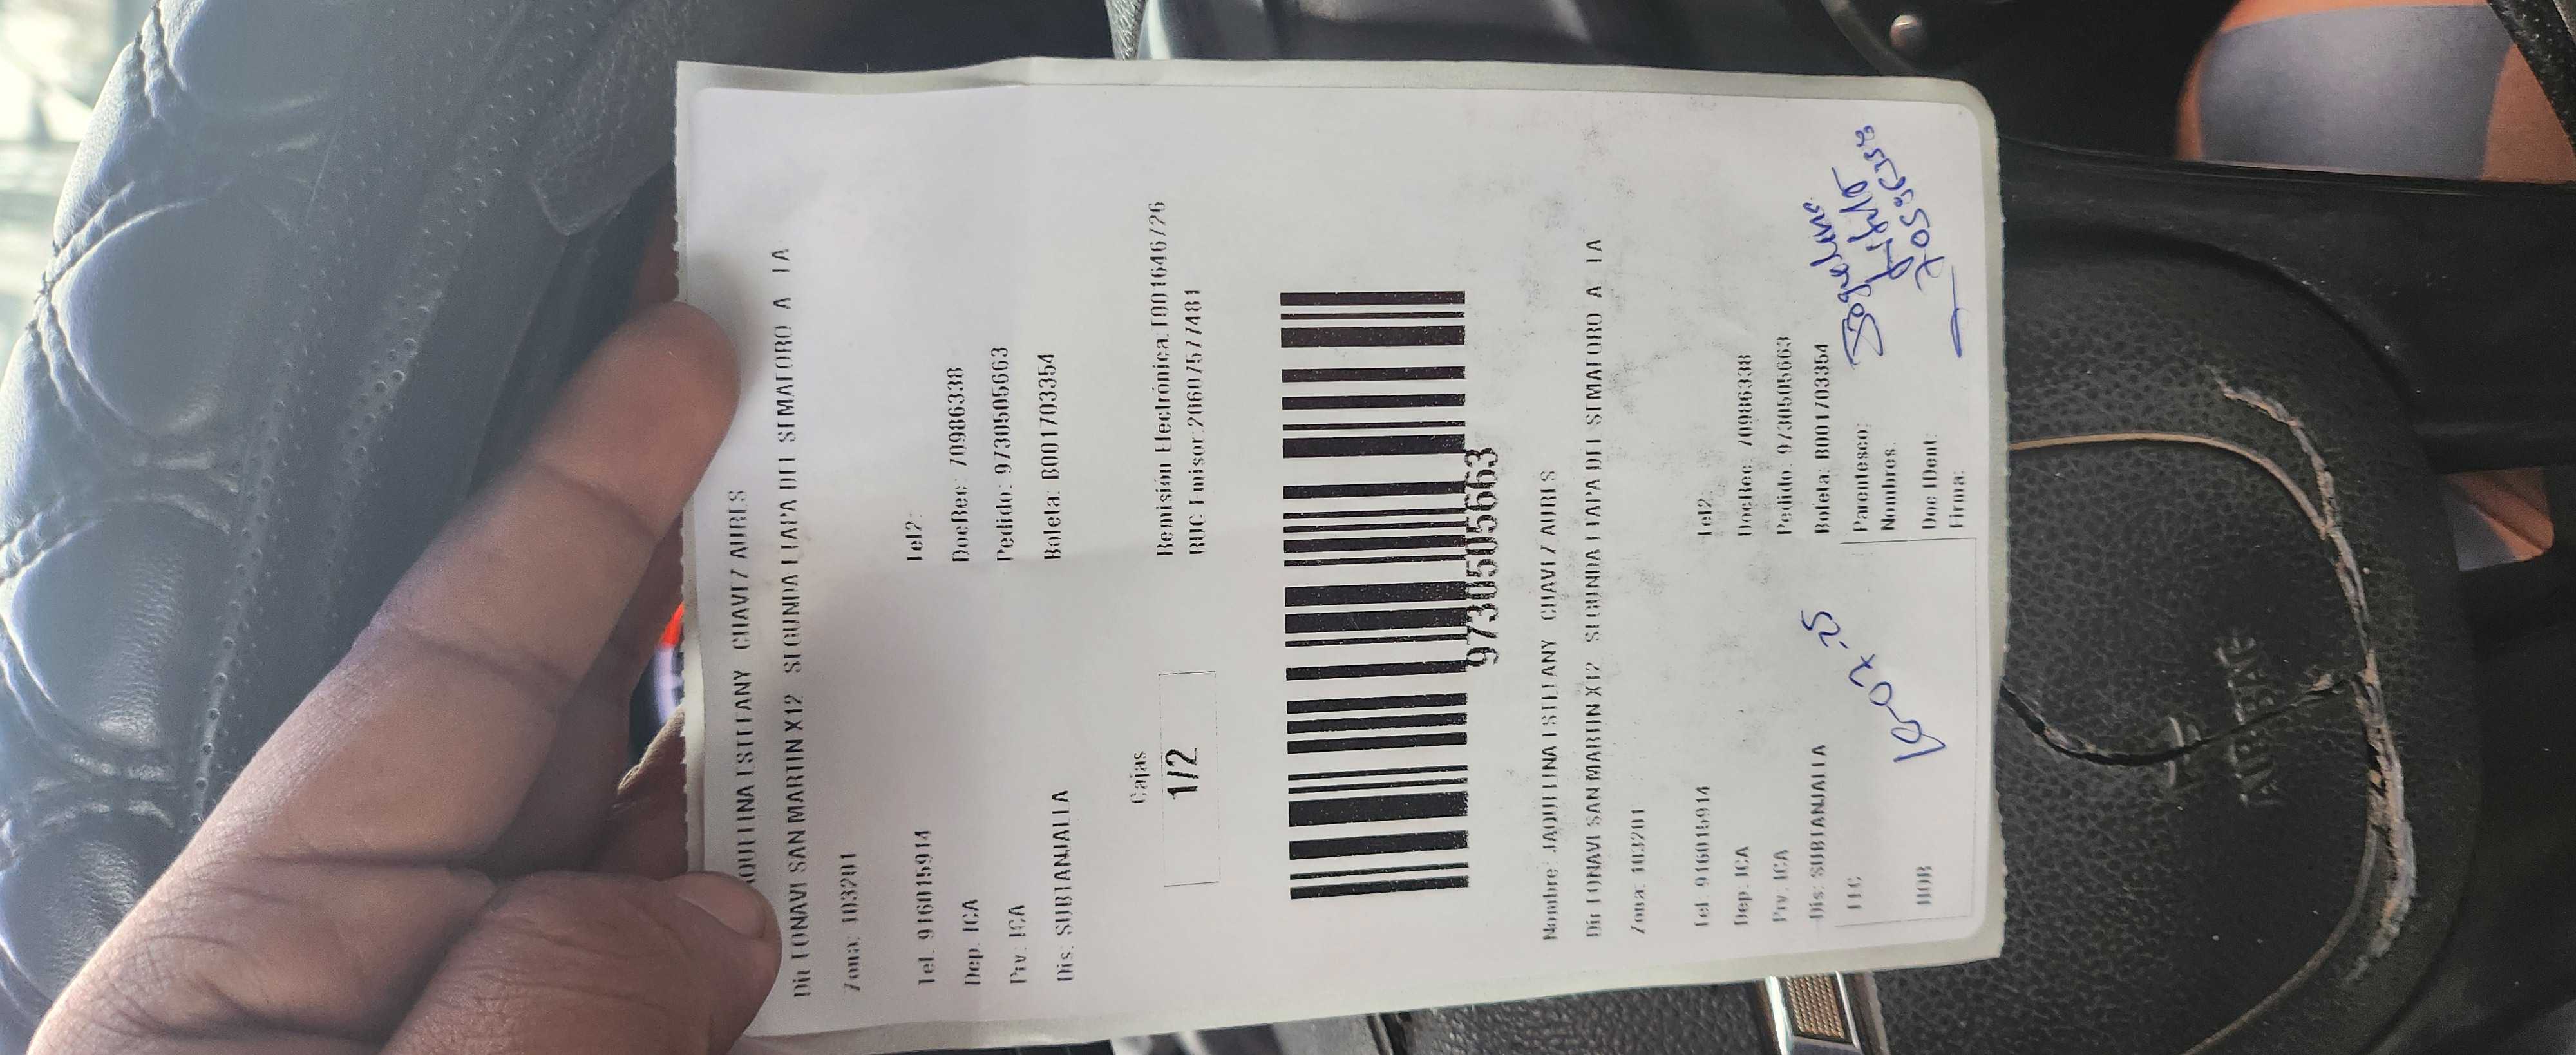 AQUELINA ESTEFANY CHAVEZ AURIS
Dir FONAVI SAN MARTIN X12 SEGUNDA ETAPA DEL SEMAFORO A LA
Zona: 103201
Tel. 916015914 Tel2:
Dep. ICA DocRec: 70986338
Prv: ICA Pedido: 9730505663
Dis: SUBTANJALLA Boleta: B001703354
Cajas
1/2
Remisión Electrónica:T001646726
RUC Emisor:20607577481
9730505663
Nombre: JAQUELINA ESTEFANY CHAVEZ AURIS
Dir FONAVI SAN MARTIN X12 SEGUNDA ETAPA DEL SEMAFORO A LA
Zona: 103201
Tel 916015914 Tel2
Dep: ICA DocRec: 70986338
Prv. ICA Pedido. 9730505663
Dis: SUBTANJALLA Boleta: B001703354
FEC Parentesco:
Nombres:
HOR Doc IDent:
Firma:
AIRBAG